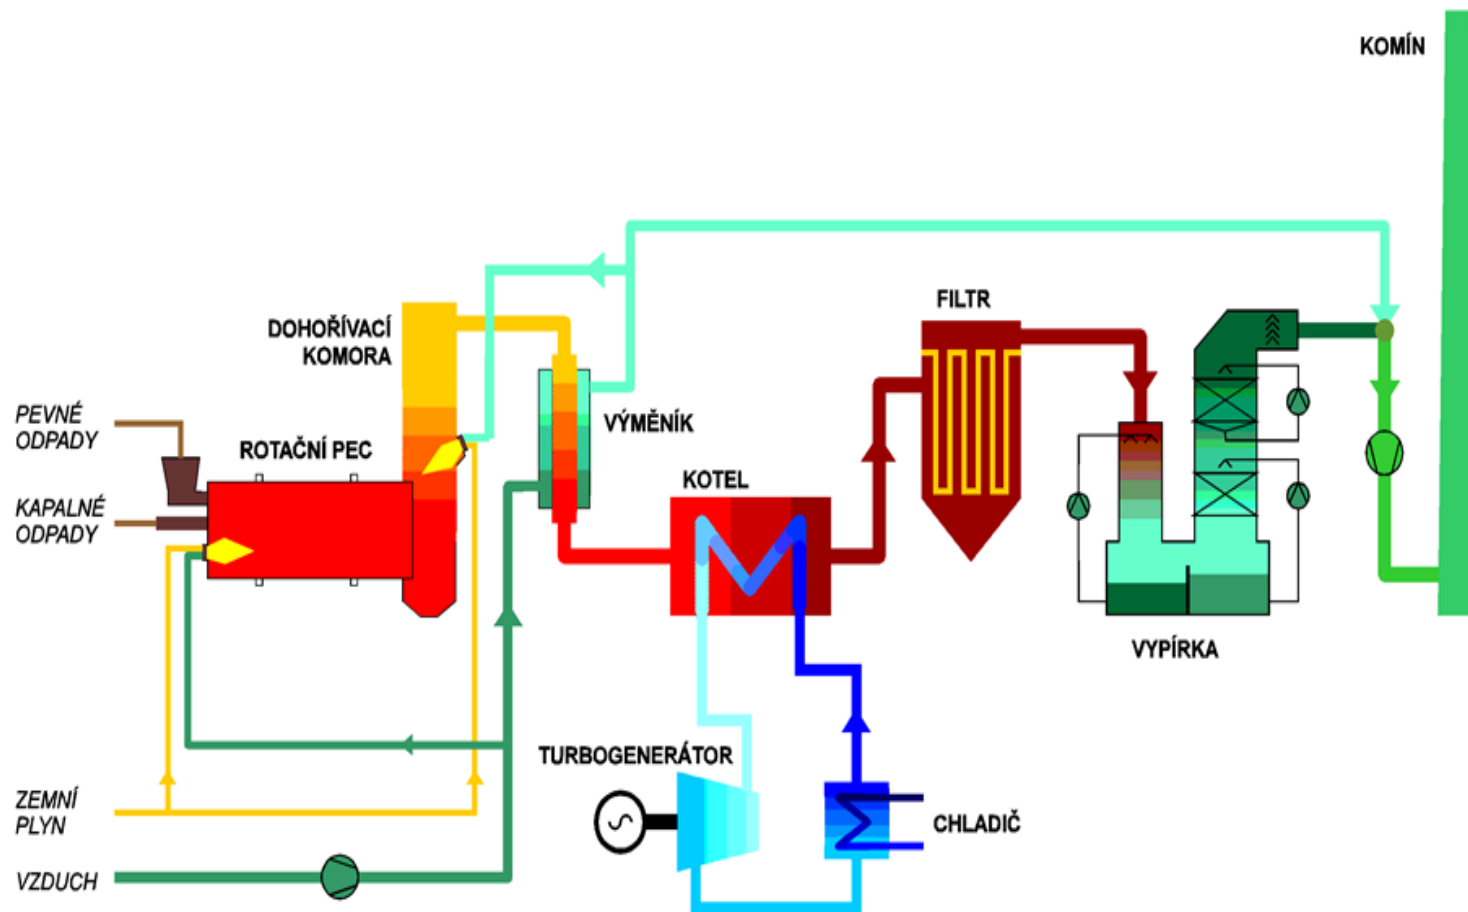 KOMÍN
FILTR
DOHOŘÍVACÍ
KOMORA
PEVNÉ
ODPADY
VÝMĚNÍK
ROTAČNÍ PEC
KOTEL
KAPALNÉ
ODPADY
VYPÍRKA
TURBOGENERÁTOR
ZEMNÍ
PLYN
CHLADIČ
VZDUCH